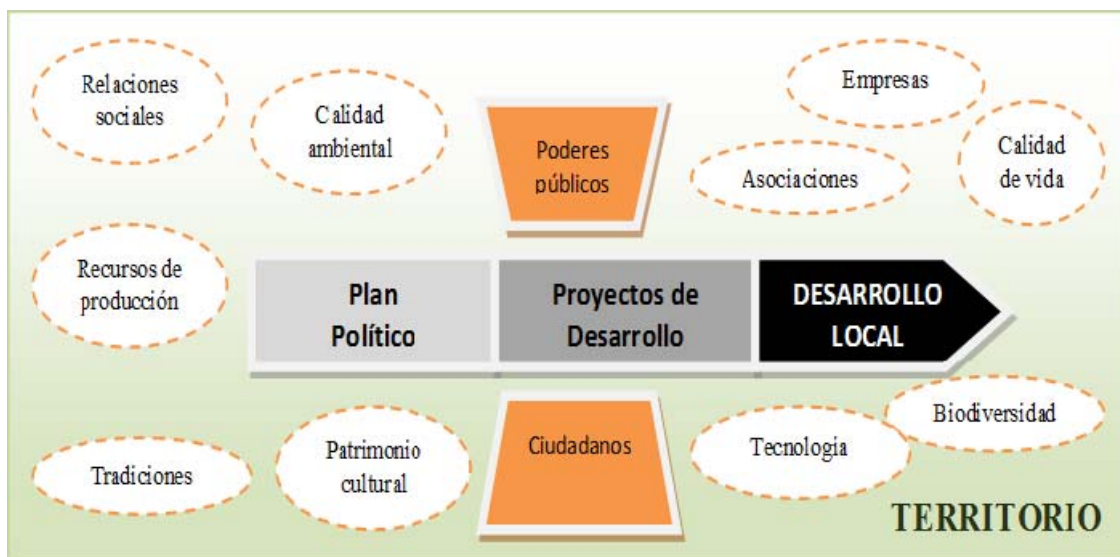 Relaciones
sociales
Calidad
ambiental
Poderes
públicos
Empresas
Asociaciones
Calidad
de vida
Recursos de
producción
Plan
Político
Proyectos de
Desarrollo
DESARROLLO
LOCAL
Tradiciones
Patrimonio
cultural
Ciudadanos
Tecnología
Biodiversidad
TERRITORIO